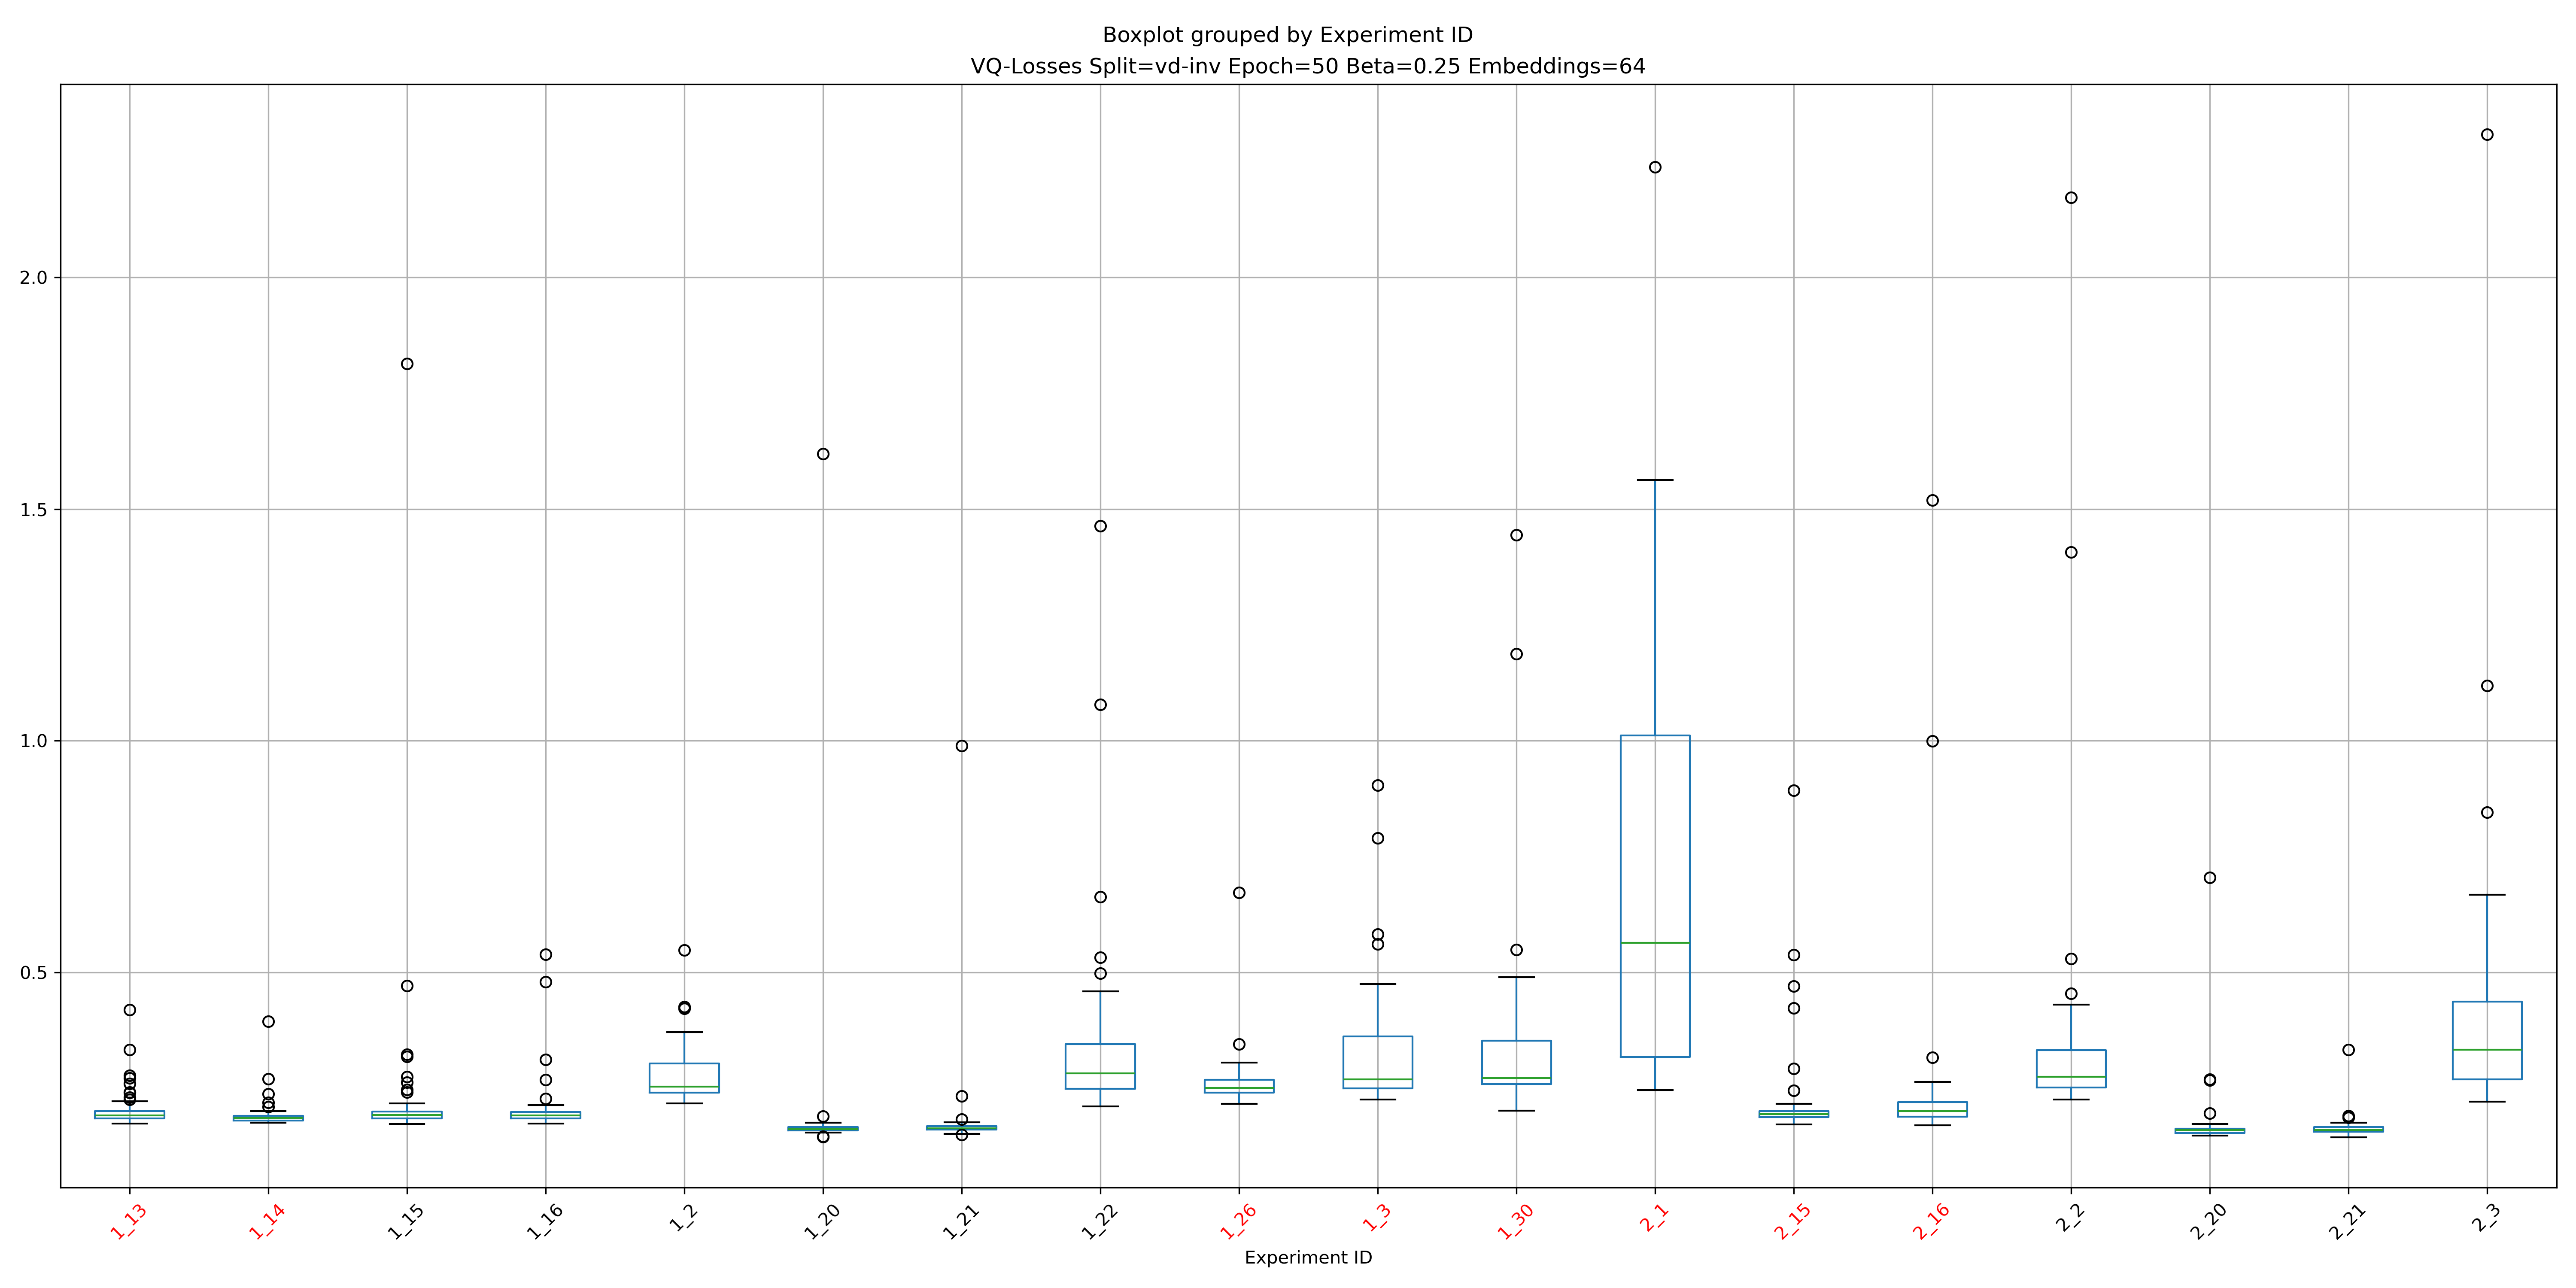 Boxplot grouped by Experiment ID
VQ-Losses Split=vd-inv Epoch=50 Beta=0.25 Embeddings=64
2.0
1.5
1.0
0.5
1_13 1_14 1_15 1_16 1_2 1_20 1_21 1_22 1_26 1_3 1_30 2_1 2_15 2_16 2_2 2_20 2_21 2_3
Experiment ID